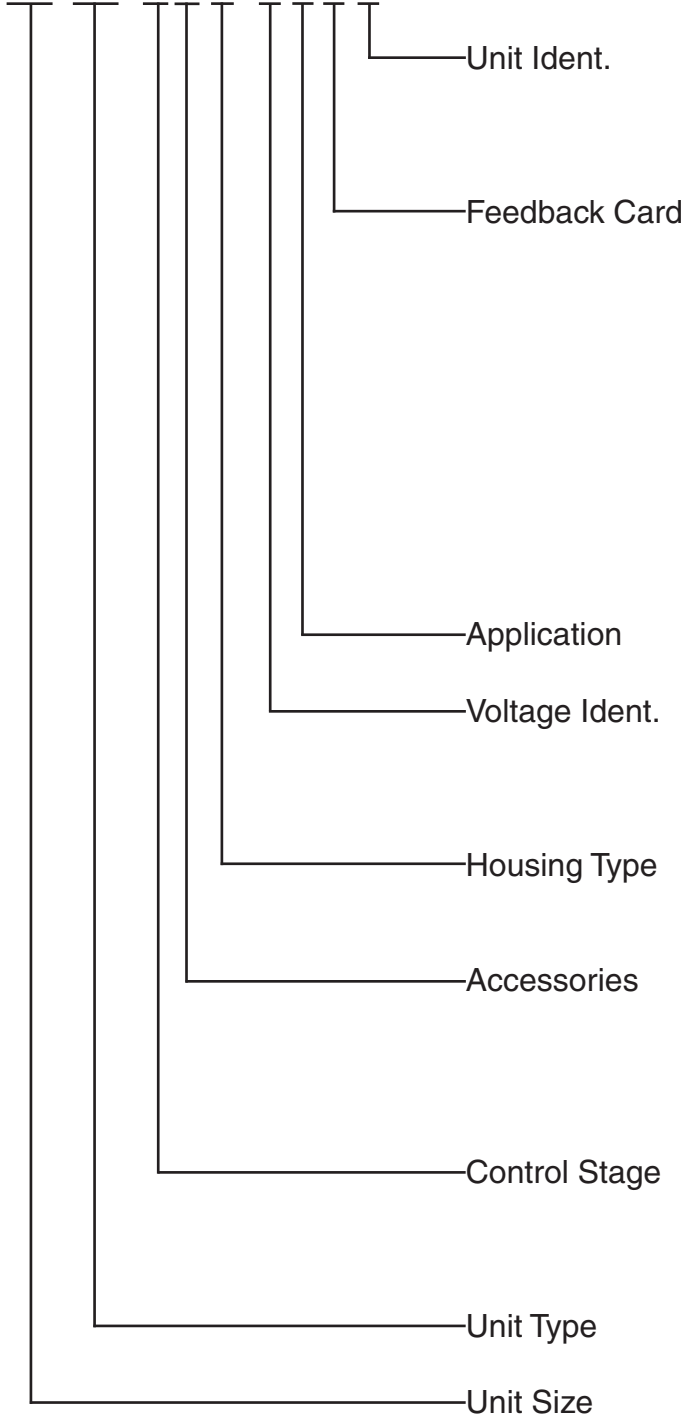 Unit Ident.
Feedback Card
Application
Voltage Ident.
Housing Type
Accessories
Control Stage
Unit Type
Unit Size